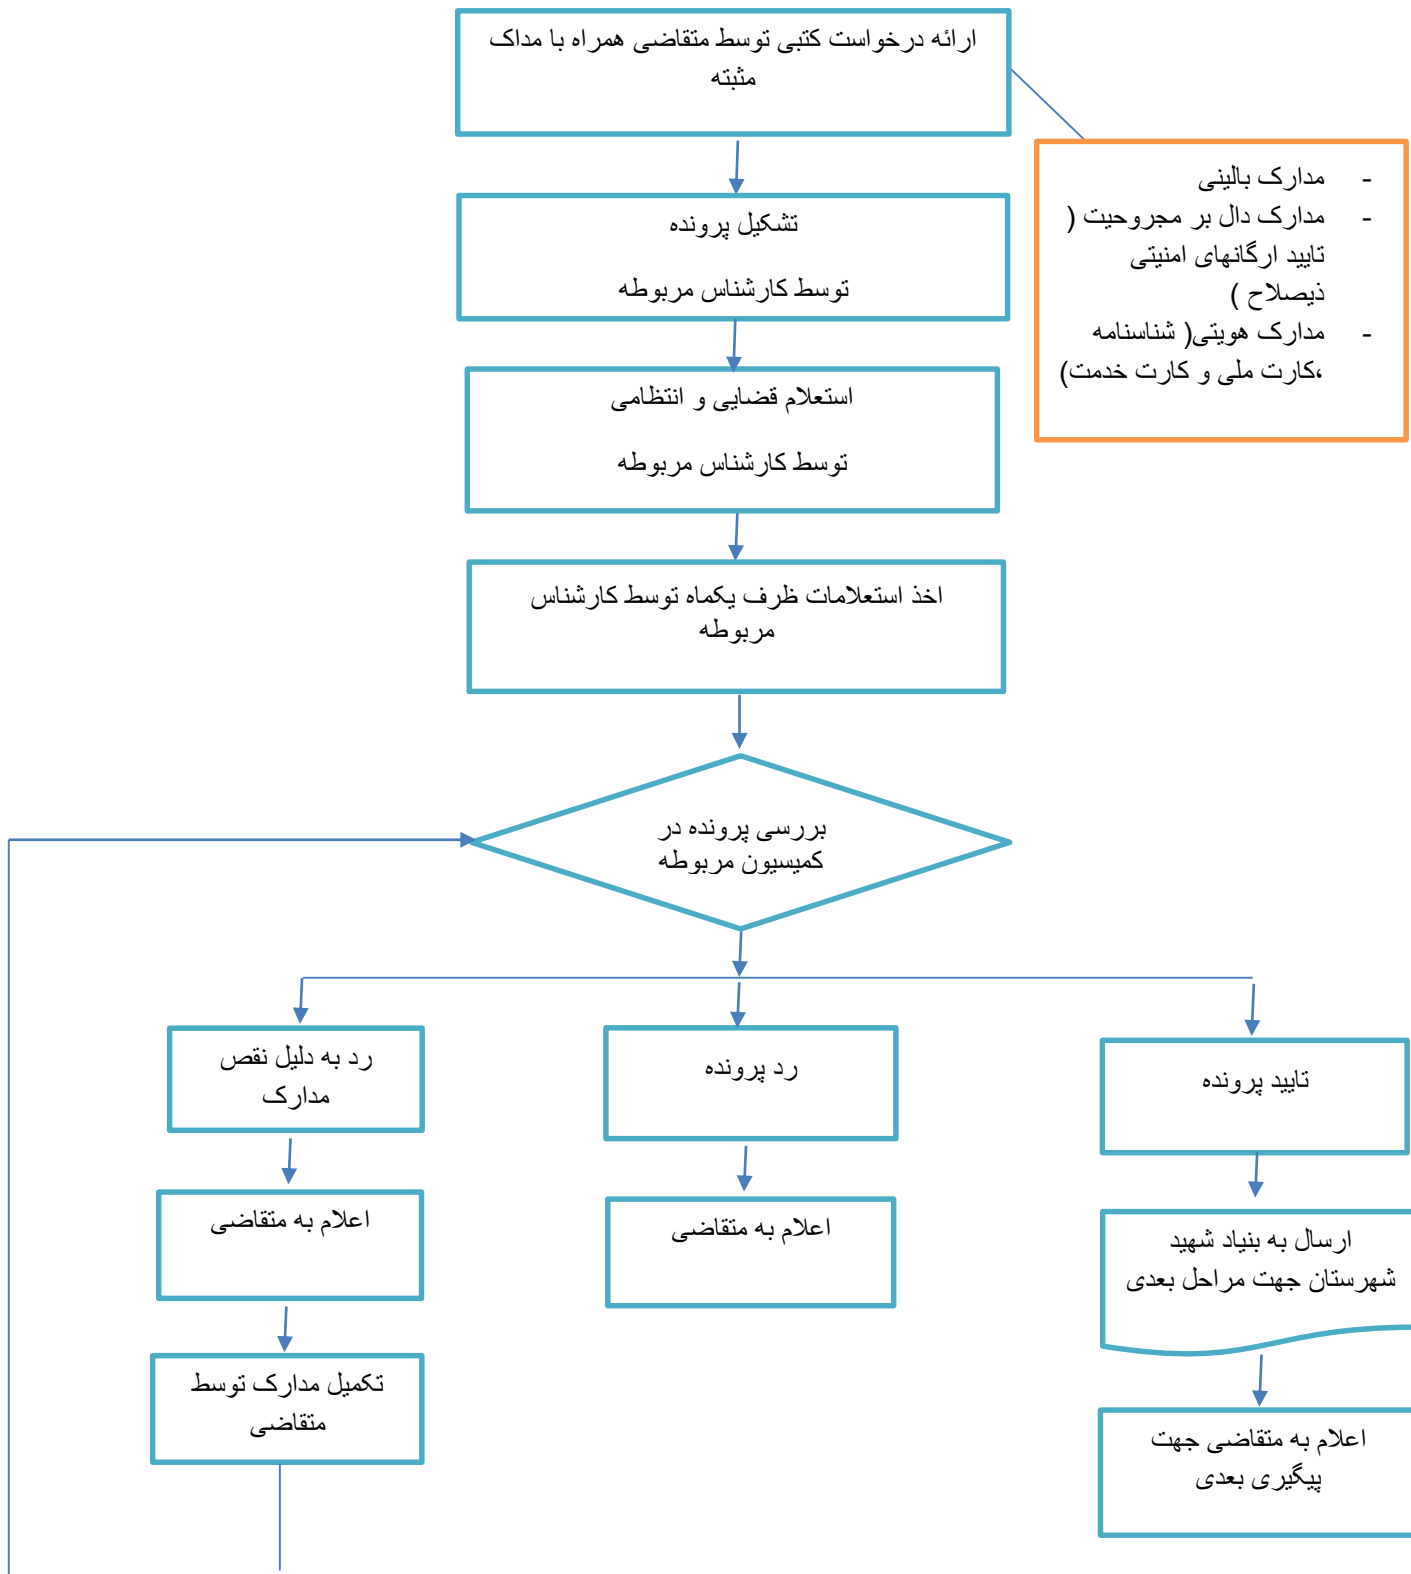 ارائه درخواست کتبی توسط متقاضی همراه با مداک
مثبته
- مدارک بالینی
- مدارک دال بر مجروحیت (
تایید ارگانهای امنیتی
ذیصلاح )
- مدارک هویتی( شناسنامه
،کارت ملی و کارت خدمت)
تشکیل پرونده
توسط کارشناس مربوطه
استعلام قضایی و انتظامی
توسط کارشناس مربوطه
اخذ استعلامات ظرف یکماه توسط کارشناس
مربوطه
بررسی پرونده در
کمیسیون مربوطه
تایید پرونده
ارسال به بنیاد شهید
شهرستان جهت مراحل بعدی
اعلام به متقاضی جهت
پیگیری بعدی
رد پرونده
اعلام به متقاضی
رد به دلیل نقص
مدارک
اعلام به متقاضی
تکمیل مدارک توسط
متقاضی